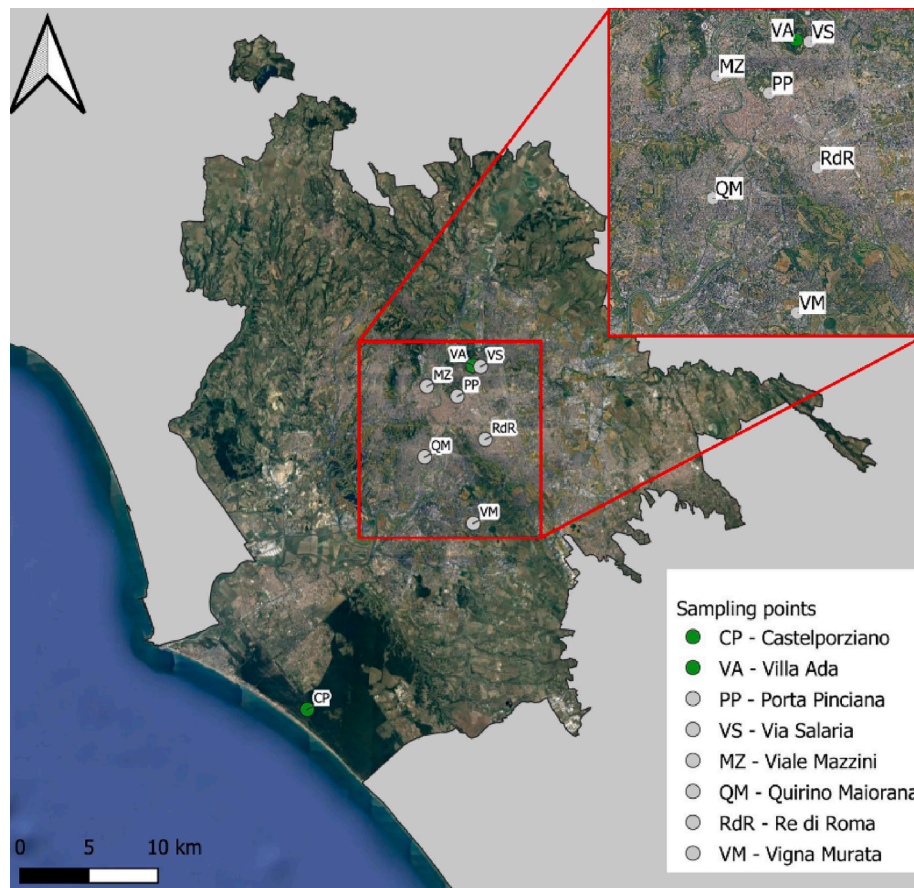 VA VS
MZ
PP
RdR
QM
VM
VA VS
MZ
PP
RdR
QM
VM
CP
Sampling points
CP - Castelporziano
VA - Villa Ada
PP - Porta Pinciana
VS - Via Salaria
MZ - Viale Mazzini
QM - Quirino Maiorana
RdR - Re di Roma
VM - Vigna Murata
0 5 10 km